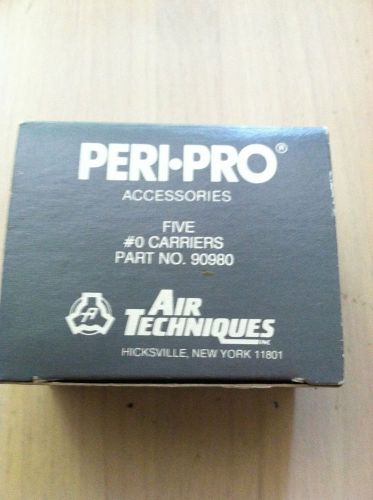 PERI•PRO®
ACCESSORIES
FIVE
#0 CARRIERS
PART NO. 90980
AIR
TECHNIQUES
INC
HICKSVILLE, NEW YORK 11801